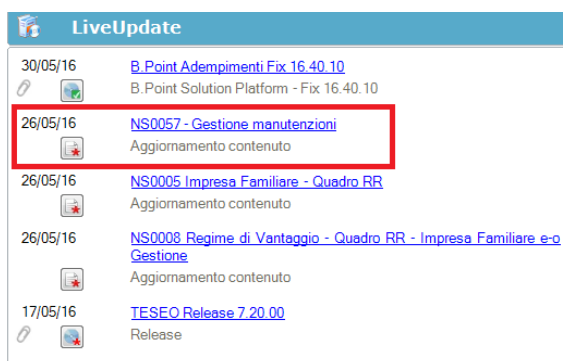 LiveUpdate
30/05/16 B.Point Adempimenti Fix 16.40.10
B.Point Solution Platform - Fix 16.40.10
26/05/16 NS0057 - Gestione manutenzioni
Aggiornamento contenuto
26/05/16 NS0005 Impresa Familiare - Quadro RR
Aggiornamento contenuto
26/05/16 NS0008 Regime di Vantaggio - Quadro RR - Impresa Familiare e-o
Gestione
Aggiornamento contenuto
17/05/16 TESEO Release 7.20.00
Release